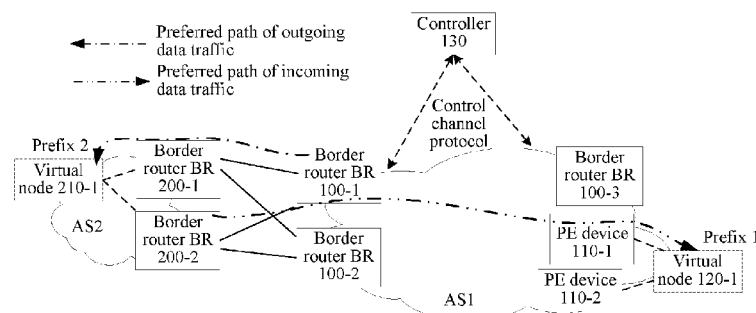 Preferred path of outgoing
data traffic
Preferred path of incoming
data traffic
Controller
130
Control
channel
protocol
Prefix 2
Virtual
node 210-1
Border
router BR
200-1
Border
router BR
100-1
Border
router BR
100-3
AS2
Border
router BR
200-2
Border
router BR
100-2
PE device
110-1
Prefix 1
Virtual
node 120-1
PE device
110-2
AS1